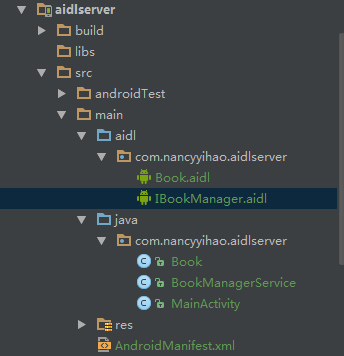 aidlserver
build
libs
src
androidTest
main
aidl
com.nancyyihao.aidlserver
Book.aidl
IBookManager.aidl
java
com.nancyyihao.aidlserver
Book
BookManagerService
MainActivity
res
AndroidManifest.xml